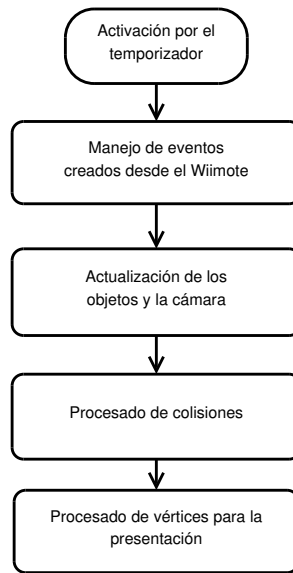 Activación por el
temporizador
Manejo de eventos
creados desde el Wiimote
Actualización de los
objetos y la cámara
Procesado de colisiones
Procesado de vértices para la
presentación